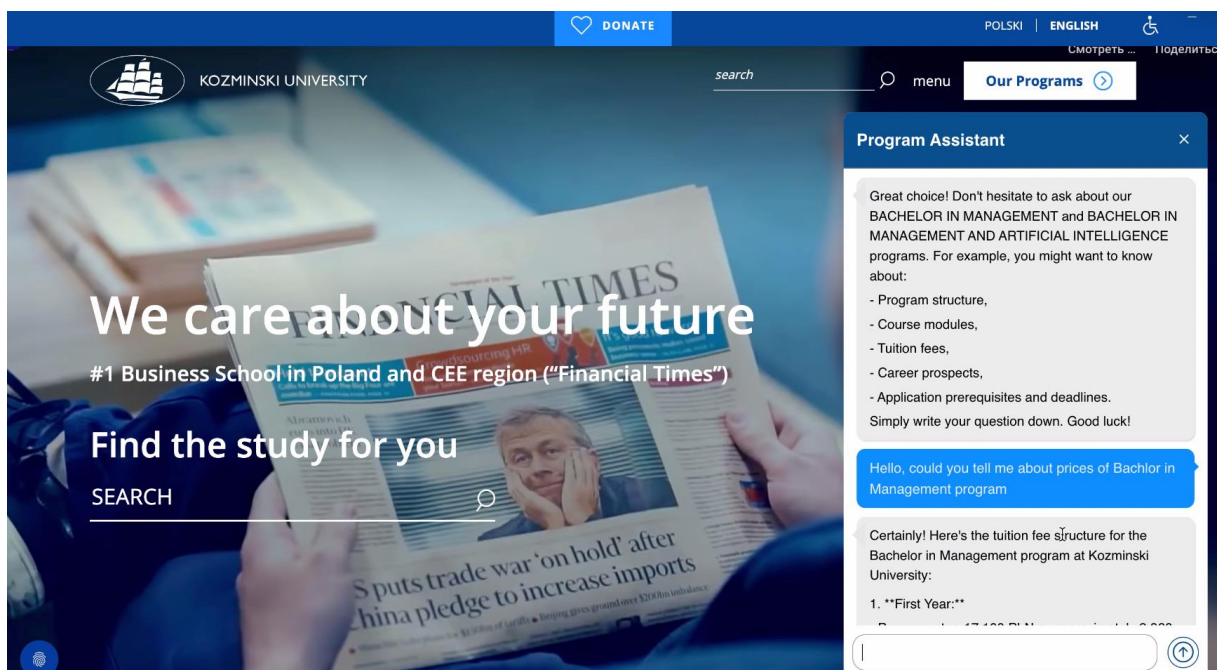 DONATE
POLSKI | ENGLISH
Смотреть ...
KOZMINSKI UNIVERSITY
search
menu
Our Programs
Program Assistant
Great choice! Don't hesitate to ask about our
BACHELOR IN MANAGEMENT and BACHELOR IN
MANAGEMENT AND ARTIFICIAL INTELLIGENCE
programs. For example, you might want to know
about:
- Program structure,
- Course modules,
- Tuition fees,
- Career prospects,
- Application prerequisites and deadlines.
Simply write your question down. Good luck!
Hello, could you tell me about prices of Bachlor in
Management program
Certainly! Here's the tuition fee structure for the
Bachelor in Management program at Kozminski
University:
1. **First Year:**
FINANCIAL TIMES
We care about your future
Crowdsourcing HR
#1 Business School in Poland and CEE region ("Financial Times")
Abramovich
Find the study for you
SEARCH
S puts trade war 'on hold' after
hina pledge to increase imports